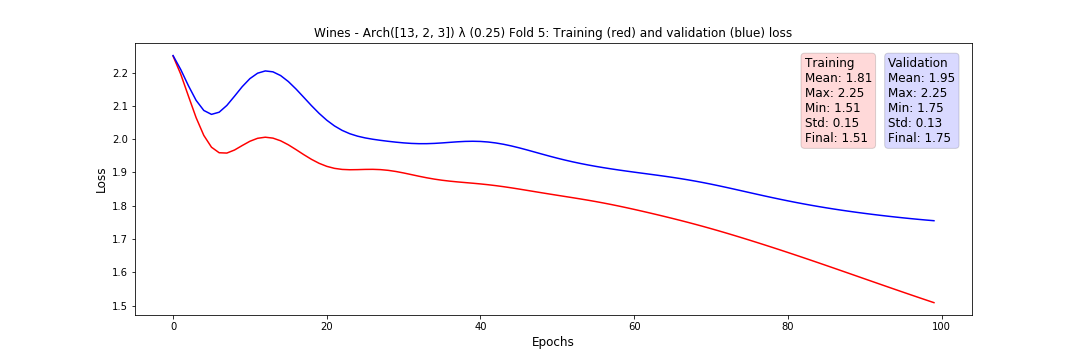 Wines - Arch([13, 2, 3]) λ (0.25) Fold 5: Training (red) and validation (blue) loss
Training
Mean: 1.81
Max: 2.25
Min: 1.51
Std: 0.15
Final: 1.51
Validation
Mean: 1.95
Max: 2.25
Min: 1.75
Std: 0.13
Final: 1.75
Loss
2.2
2.1
2.0
1.9
1.8
1.7
1.6
1.5
0 20 40 60 80 100
Epochs